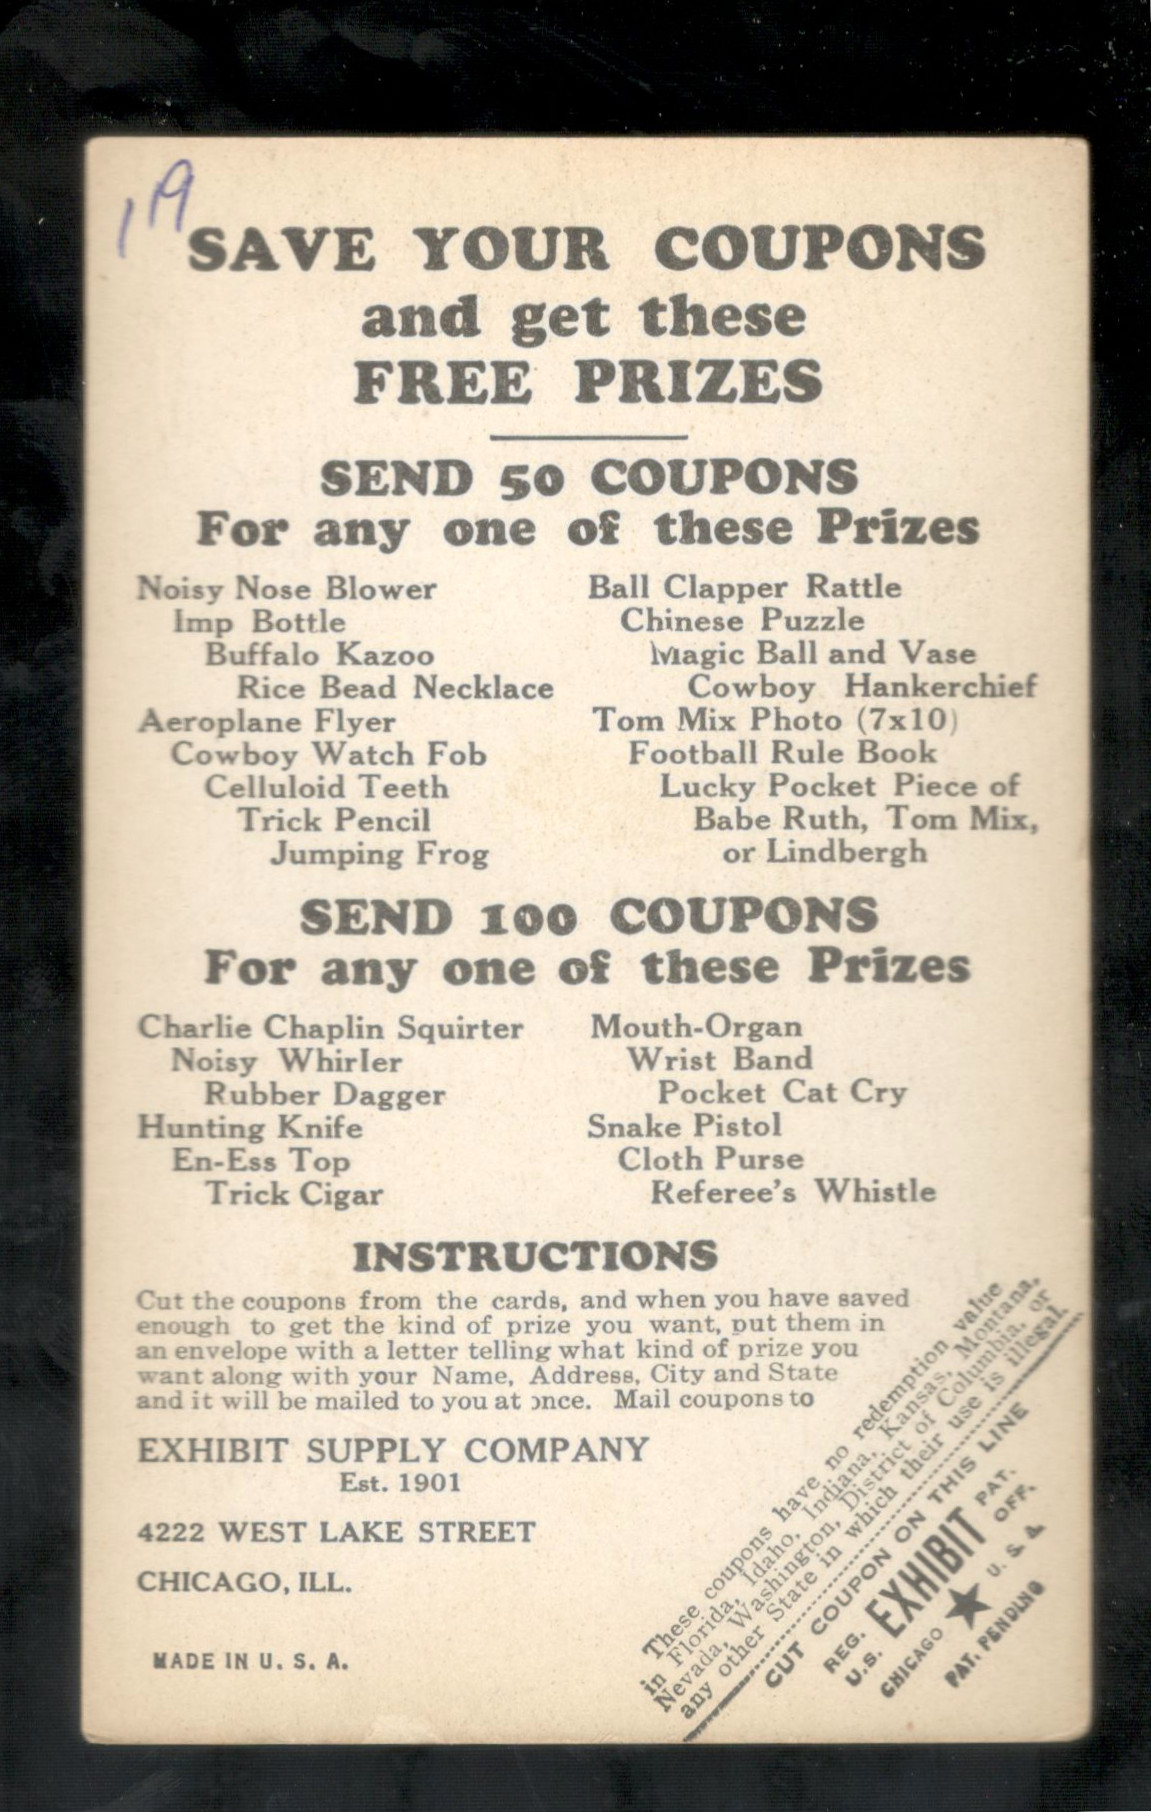 119
SAVE YOUR COUPONS
and get these
FREE PRIZES
SEND 50 COUPONS
For any one of these Prizes
Noisy Nose Blower
Imp Bottle
Buffalo Kazoo
Rice Bead Necklace
Aeroplane Flyer
Cowboy Watch Fob
Celluloid Teeth
Trick Pencil
Jumping Frog
Ball Clapper Rattle
Chinese Puzzle
Magic Ball and Vase
Cowboy Hankerchief
Tom Mix Photo (7x10)
Football Rule Book
Lucky Pocket Piece of
Babe Ruth, Tom Mix,
or Lindbergh
SEND 100 COUPONS
For any one of these Prizes
Charlie Chaplin Squirter
Noisy Whirler
Rubber Dagger
Hunting Knife
En-Ess Top
Trick Cigar
Mouth-Organ
Wrist Band
Pocket Cat Cry
Snake Pistol
Cloth Purse
Referee's Whistle
INSTRUCTIONS
Cut the coupons from the cards, and when you have saved
enough to get the kind of prize you want, put them in
an envelope with a letter telling what kind of prize you
want along with your Name, Address, City and State
and it will be mailed to you at once. Mail coupons to
EXHIBIT SUPPLY COMPANY
Est. 1901
4222 WEST LAKE STREET
CHICAGO, ILL.
MADE IN U. S. A.
These coupons have no redemption value
in Florida, Idaho, Indiana, Kansas, Montana,
Nevada, Washington, District of Columbia, or
any other State in which their use is illegal.
CUT COUPON ON THIS LINE
REG. U.S. EXHIBIT PAT. OFF.
CHICAGO ★ U. S. A.
PAT. PENDING